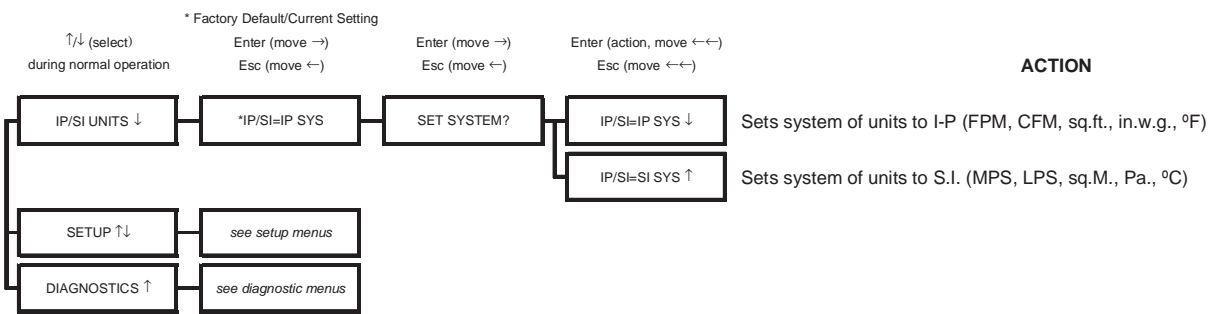 * Factory Default/Current Setting
↑/↓ (select) Enter (move →) Enter (move →) Enter (action, move ←←)
during normal operation Esc (move ←) Esc (move ←) Esc (move ←←) ACTION
IP/SI UNITS ↓ *IP/SI=IP SYS SET SYSTEM? IP/SI=IP SYS ↓ Sets system of units to I-P (FPM, CFM, sq.ft., in.w.g., ºF)
IP/SI=SI SYS ↑ Sets system of units to S.I. (MPS, LPS, sq.M., Pa., ºC)
SETUP ↑↓ see setup menus
DIAGNOSTICS ↑ see diagnostic menus